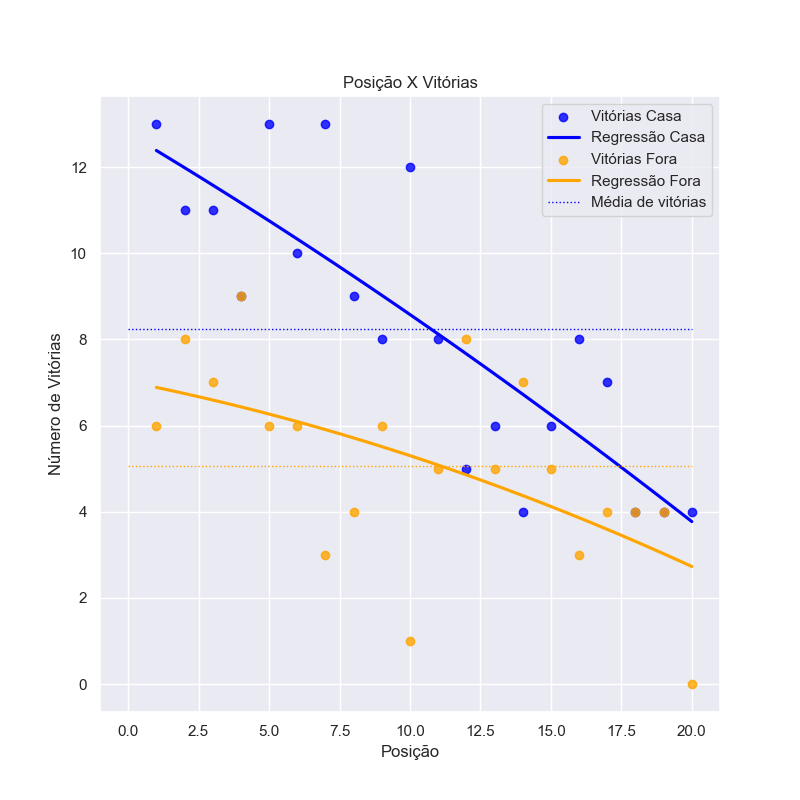 Posição X Vitórias
Vitórias Casa
Regressão Casa
Vitórias Fora
Regressão Fora
Média de vitórias
Número de Vitórias
12
10
8
6
4
2
0
0.0 2.5 5.0 7.5 10.0 12.5 15.0 17.5 20.0
Posição